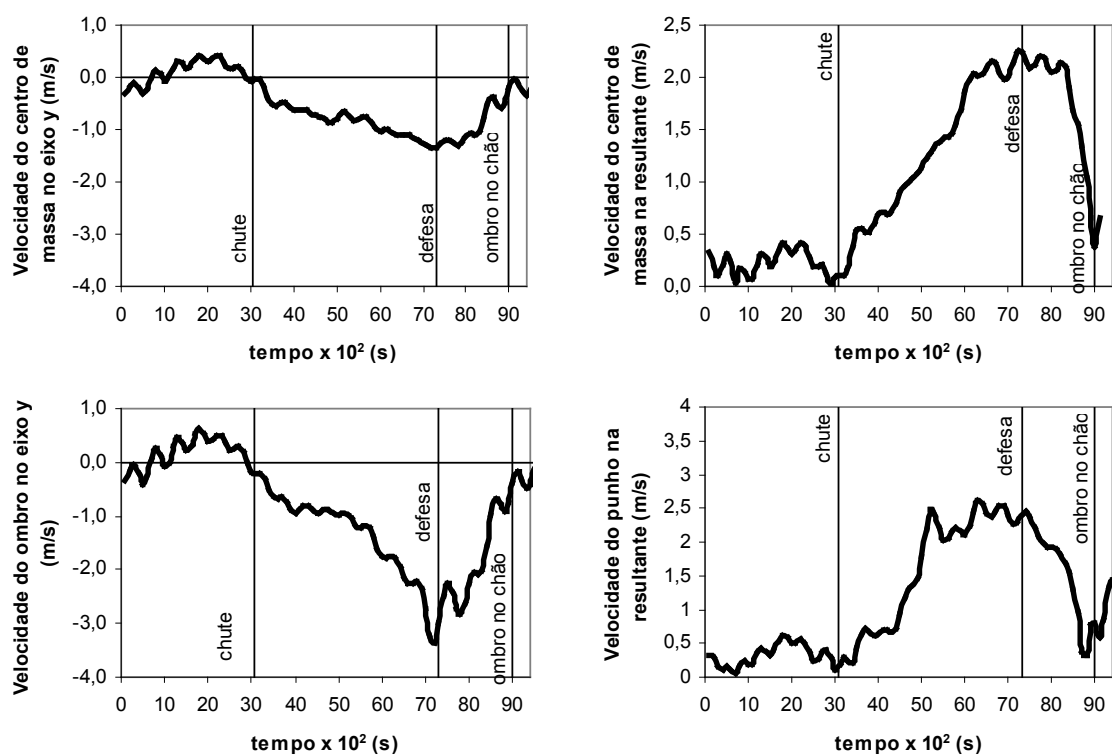 Velocidade do centro de
massa no eixo y (m/s)
1,0
0,0
-1,0
-2,0
-3,0
-4,0
chute
defesa
ombro no chão
0 10 20 30 40 50 60 70 80 90
tempo x 10² (s)
Velocidade do centro de
massa na resultante (m/s)
2,5
2,0
1,5
1,0
0,5
0,0
chute
defesa
ombro no chão
0 10 20 30 40 50 60 70 80 90
tempo x 10² (s)
Velocidade do ombro no eixo y
(m/s)
1,0
0,0
-1,0
-2,0
-3,0
-4,0
chute
defesa
ombro no chão
0 10 20 30 40 50 60 70 80 90
tempo x 10² (s)
Velocidade do punho na
resultante (m/s)
4
3,5
3
2,5
2
1,5
1
0,5
0
chute
defesa
ombro no chão
0 10 20 30 40 50 60 70 80 90
tempo x 10² (s)